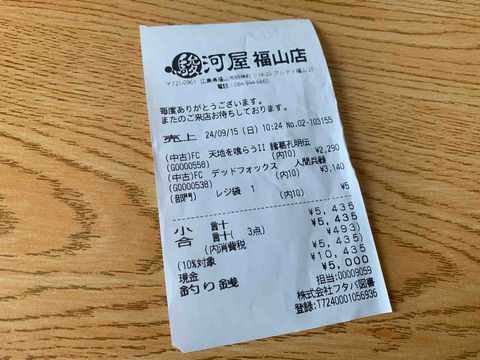 駿河屋 福山店
〒721-0961 広島県福山市明神町1-14-20 アルティ福山 2F
電話：084-944-6860
毎度ありがとうございます。
またのご来店お待ちしております。
売上 24/09/15 (日) 10:24 No.02-103155
(中古)FC 天地を喰らうII 諸葛孔明伝
(G0000558) (内10) ¥2,290
(中古)FC デッドフォックス 人間兵器
(G0000538) (内10) ¥3,140
(部門) レジ袋 1 (内10) ¥5
小計 ¥5,435
合計( 3点) ¥5,435
(内消費税 ¥493)
(10%対象 ¥5,435)
現金 ¥10,435
釣り銭 ¥5,000
担当:00009059
株式会社フタバ図書
登録:T7240001056936